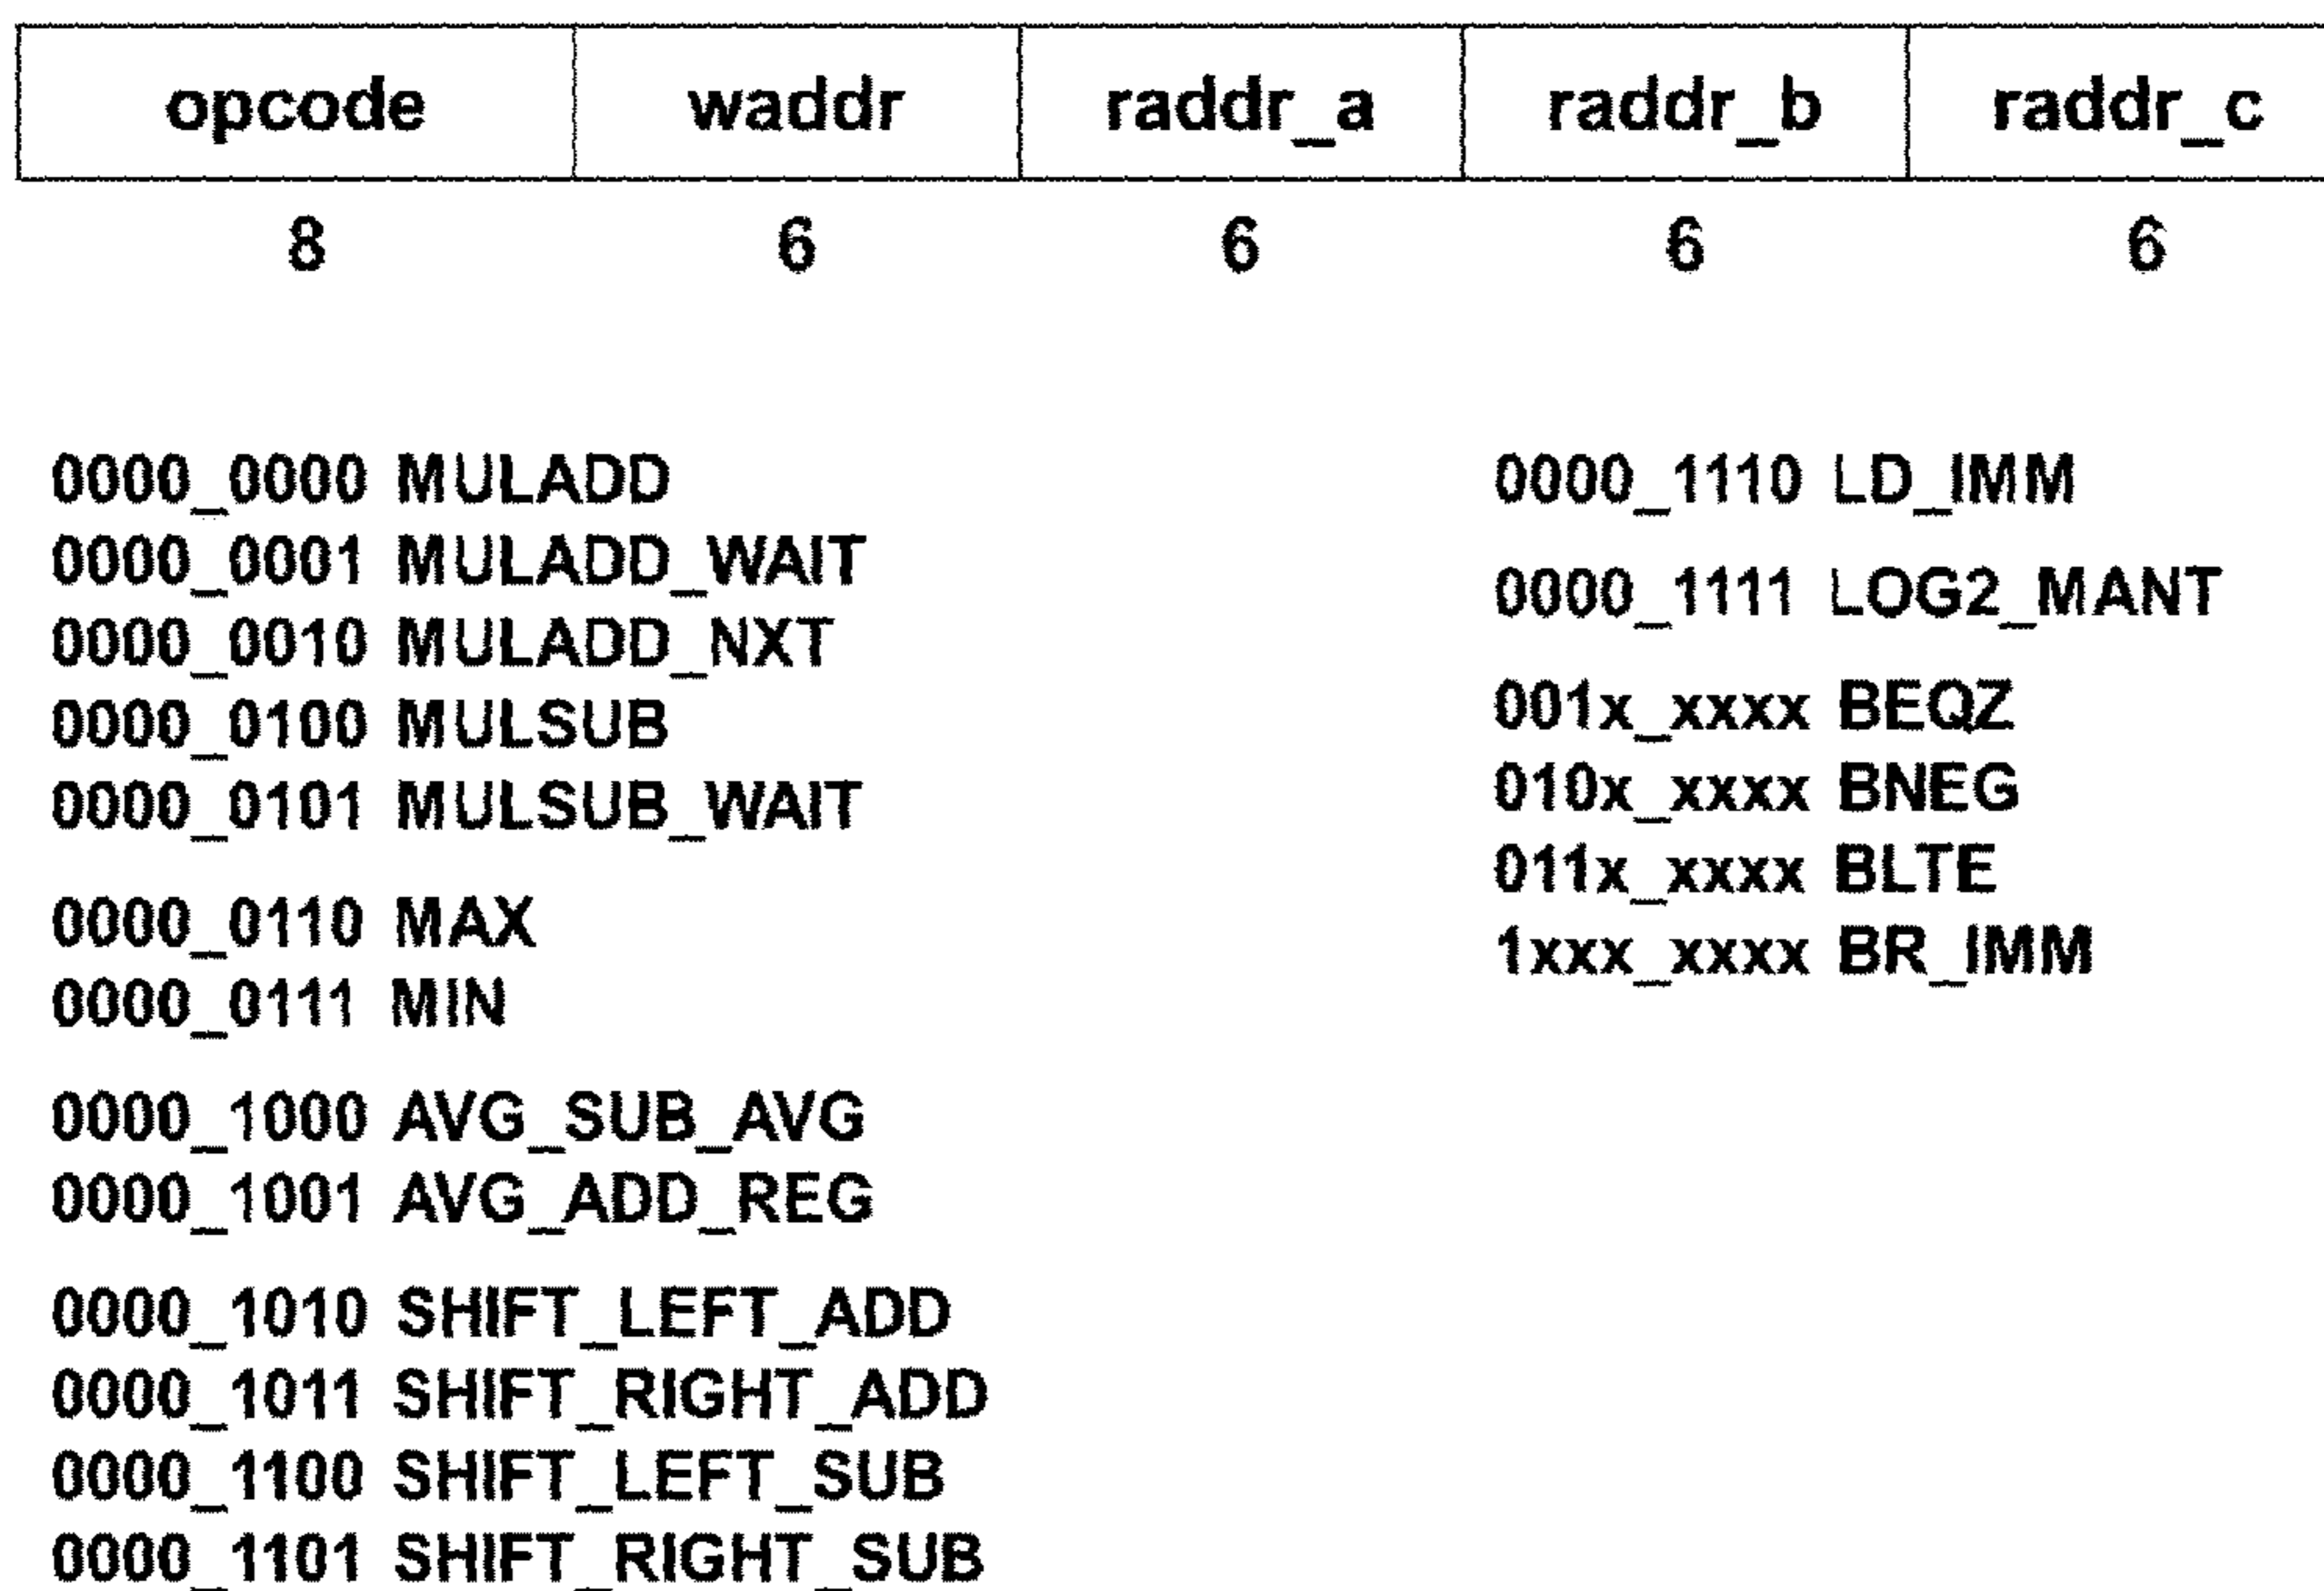 opcode waddr raddr_a raddr_b raddr_c
8 6 6 6 6
0000_0000 MULADD
0000_0001 MULADD_WAIT
0000_0010 MULADD_NXT
0000_0100 MULSUB
0000_0101 MULSUB_WAIT
0000_0110 MAX
0000_0111 MIN
0000_1000 AVG_SUB_AVG
0000_1001 AVG_ADD_REG
0000_1010 SHIFT_LEFT_ADD
0000_1011 SHIFT_RIGHT_ADD
0000_1100 SHIFT_LEFT_SUB
0000_1101 SHIFT_RIGHT_SUB
0000_1110 LD_IMM
0000_1111 LOG2_MANT
001x_xxxx BEQZ
010x_xxxx BNEG
011x_xxxx BLTE
1xxx_xxxx BR_IMM